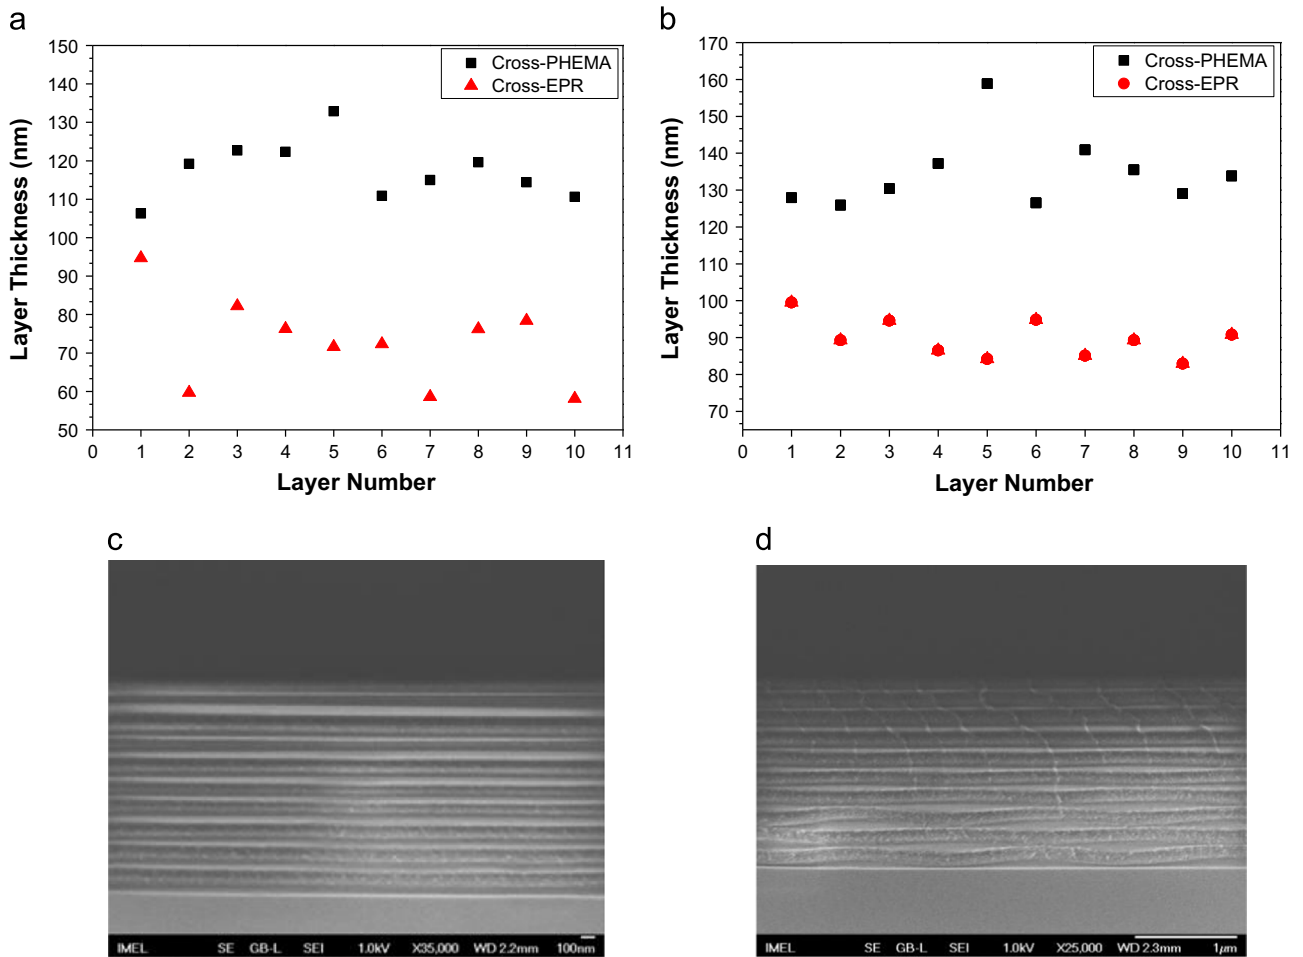 a
150
140
130
120
110
100
90
80
70
60
50
0 1 2 3 4 5 6 7 8 9 10 11
Layer Thickness (nm)
Layer Number
Cross-PHEMA
Cross-EPR
b
170
160
150
140
130
120
110
100
90
80
70
0 1 2 3 4 5 6 7 8 9 10 11
Layer Thickness (nm)
Layer Number
Cross-PHEMA
Cross-EPR
c
IMEL SE GB-L SEI 1.0kV X35,000 WD 2.2mm 100nm
d
IMEL SE GB-L SEI 1.0kV X25,000 WD 2.3mm 1µm